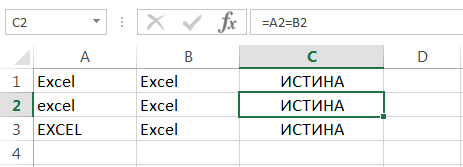 C2 fx =A2=B2
A B C D
1 Excel Excel ИСТИНА
2 excel Excel ИСТИНА
3 EXCEL Excel ИСТИНА
4